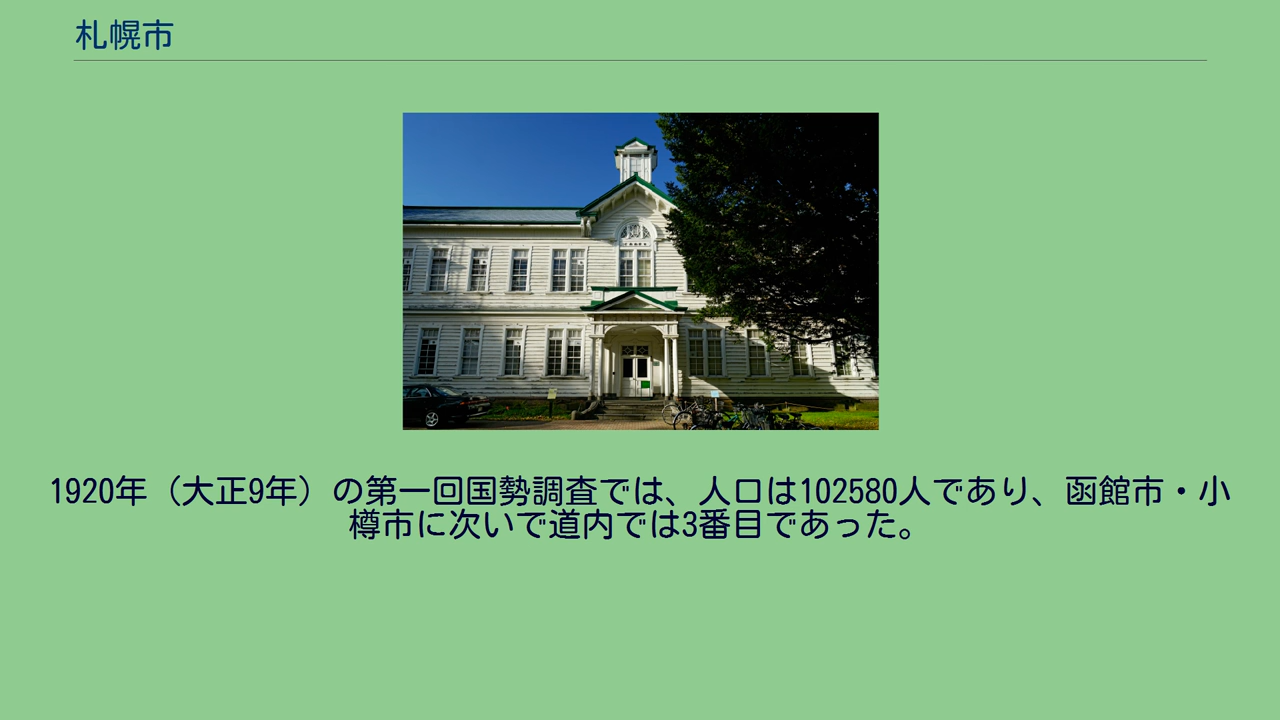 札幌市
1920年（大正9年）の第一回国勢調査では、人口は102580人であり、函館市・小
樽市に次いで道内では3番目であった。